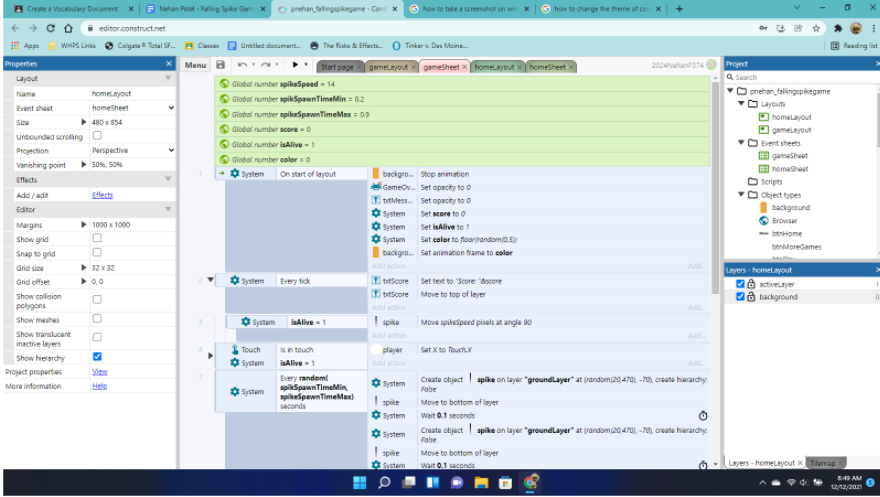 Create a Vocabulary Document
Nehan Patel - Falling Spike Game
pnehan_fallingspikegame - Cons
how to take a screenshot on win
how to change the theme of con
editor.construct.net
Apps WHPS Links Colgate® Total SF... Classes Untitled document... The Risks & Effects... Tinker v. Des Moine... Reading list
Properties
Layout
Name homeLayout
Event sheet homeSheet
Size 480 x 854
Unbounded scrolling
Projection Perspective
Vanishing point 50%, 50%
Effects
Add / edit Effects
Editor
Margins 1000 x 1000
Show grid
Snap to grid
Grid size 32 x 32
Grid offset 0, 0
Show collision polygons
Show meshes
Show translucent inactive layers
Show hierarchy
Project properties View
More information Help
Menu Start page gameLayout gameSheet homeLayout homeSheet 2024NehanP574
Global number spikeSpeed = 14
Global number spikSpawnTimeMin = 0.2
Global number spikeSpawnTimeMax = 0.9
Global number score = 0
Global number isAlive = 1
Global number color = 0
1 System On start of layout backgro... Stop animation
GameOv... Set opacity to 0
txtMess... Set opacity to 0
System Set score to 0
System Set isAlive to 1
System Set color to floor(random(0,5))
backgro... Set animation frame to color
Add action Add...
2 System Every tick txtScore Set text to "Score: "&score
txtScore Move to top of layer
Add action Add...
3 System isAlive = 1 spike Move spikeSpeed pixels at angle 90
Add action Add...
4 Touch Is in touch player Set X to Touch.X
System isAlive = 1 Add action Add...
7 System Every random(
spikSpawnTimeMin,
spikeSpawnTimeMax)
seconds
System Create object spike on layer "groundLayer" at (random(20,470), -70), create hierarchy:
False
spike Move to bottom of layer
System Wait 0.1 seconds
System Create object spike on layer "groundLayer" at (random(20,470), -70), create hierarchy:
False
spike Move to bottom of layer
System Wait 0.1 seconds
Project
Search
pnehan_fallingspikegame
Layouts
homeLayout
gameLayout
Event sheets
gameSheet
homeSheet
Scripts
Object types
background
Browser
btnHome
btnMoreGames
Layers - homeLayout
activeLayer 1
background 0
Layers - homeLayout Tilemap
8:49 AM
12/12/2021